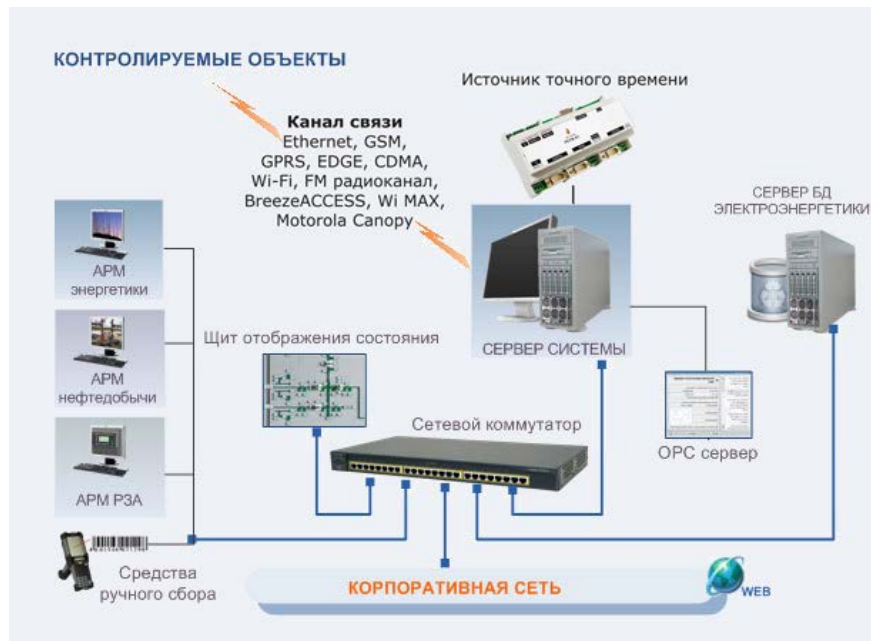 КОНТРОЛИРУЕМЫЕ ОБЪЕКТЫ
Источник точного времени
Канал связи
Ethernet, GSM,
GPRS, EDGE, CDMA,
Wi-Fi, FM радиоканал,
BreezeACCESS, Wi MAX,
Motorola Canopy
СЕРВЕР БД
ЭЛЕКТРОЭНЕРГЕТИКИ
АРМ
энергетики
Щит отображения состояния
СЕРВЕР СИСТЕМЫ
АРМ
нефтедобычи
Сетевой коммутатор
OPC сервер
АРМ РЗА
Средства
ручного сбора
КОРПОРАТИВНАЯ СЕТЬ
WEB